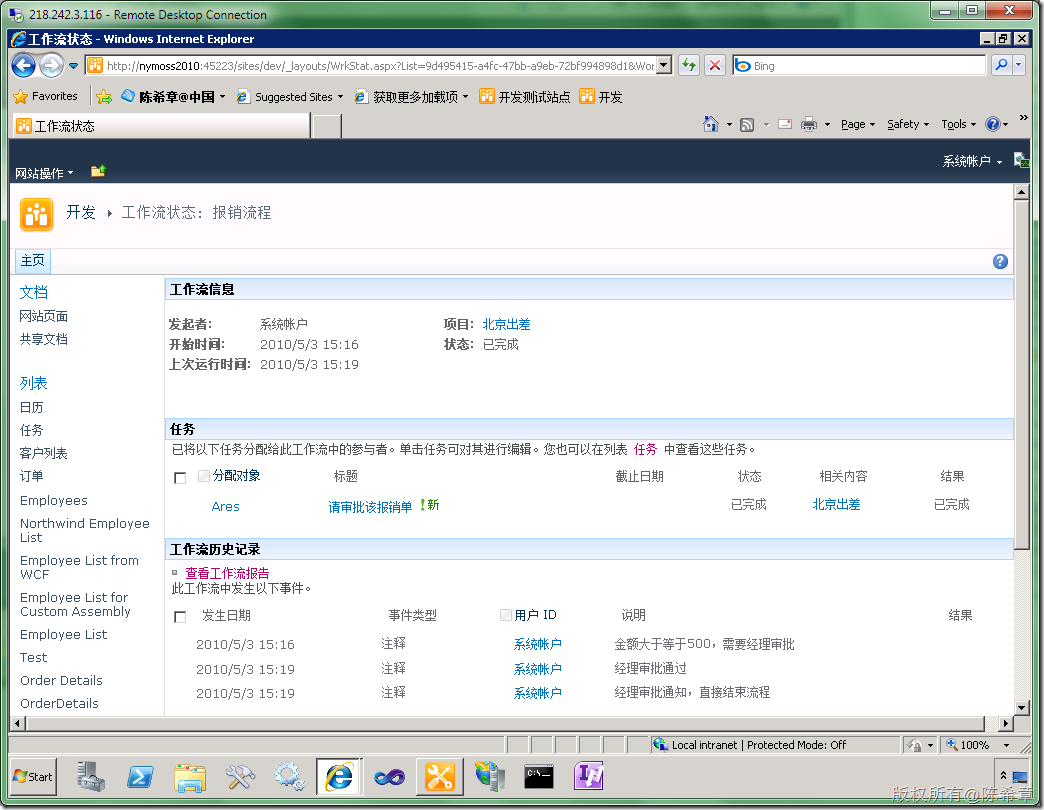 218.242.3.116 - Remote Desktop Connection
工作流状态 - Windows Internet Explorer
http://nymoss2010:45223/sites/dev/_layouts/WrkStat.aspx?List=9d495415-a4fc-47bb-a9eb-72bf994898d1&Wor
Bing
Favorites 陈希章@中国 Suggested Sites 获取更多加载项 开发测试站点 开发
工作流状态
Page Safety Tools
系统帐户
网站操作
开发 工作流状态: 报销流程
主页
文档
网站页面
共享文档
列表
日历
任务
客户列表
订单
Employees
Northwind Employee
List
Employee List from
WCF
Employee List for
Custom Assembly
Employee List
Test
Order Details
OrderDetails
工作流信息
发起者: 系统帐户 项目: 北京出差
开始时间: 2010/5/3 15:16 状态: 已完成
上次运行时间: 2010/5/3 15:19
任务
已将以下任务分配给此工作流中的参与者。单击任务可对其进行编辑。您也可以在列表 任务 中查看这些任务。
分配对象 标题 截止日期 状态 相关内容 结果
Ares 请审批该报销单 !新 已完成 北京出差 已完成
工作流历史记录
查看工作流报告
此工作流中发生以下事件。
发生日期 事件类型 用户 ID 说明 结果
2010/5/3 15:16 注释 系统帐户 金额大于等于500，需要经理审批
2010/5/3 15:19 注释 系统帐户 经理审批通过
2010/5/3 15:19 注释 系统帐户 经理审批通知，直接结束流程
Local intranet | Protected Mode: Off 100%
Start
版权所有@陈希章